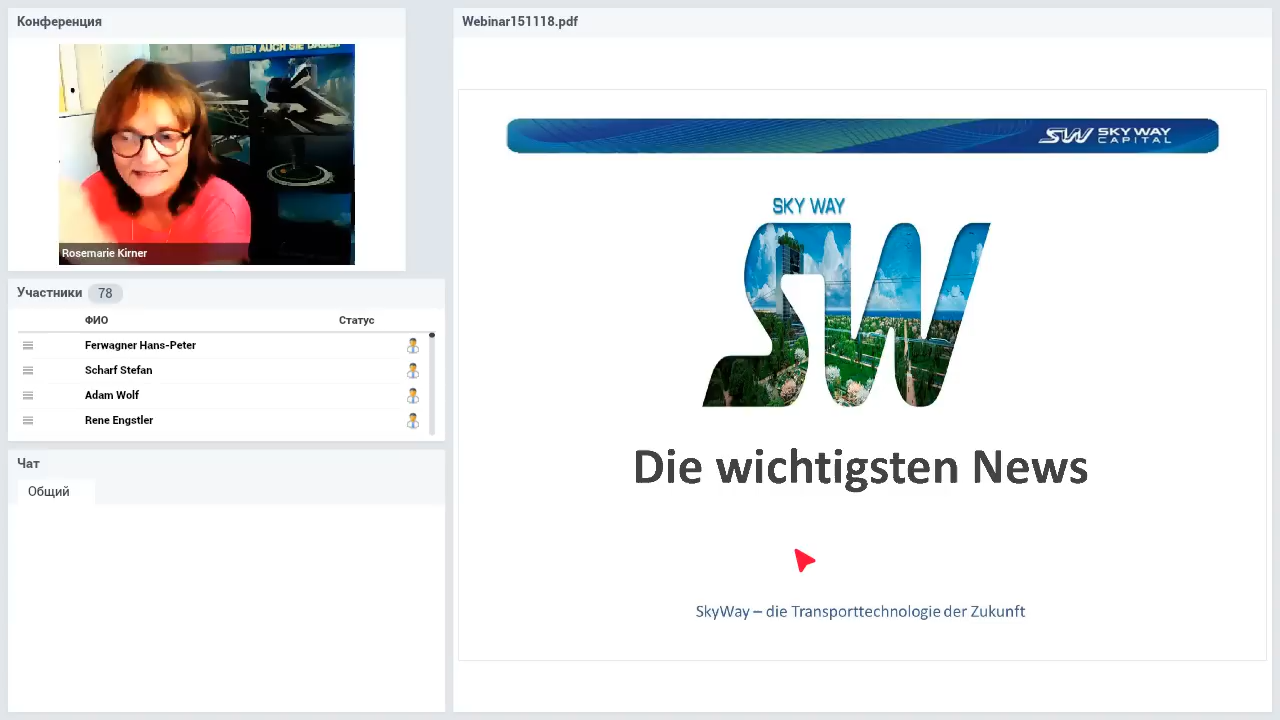 Конференция
SEIEN AUCH SIE DABEI!
Rosemarie Kirner
Участники 78
ФИО Статус
Ferwagner Hans-Peter
Scharf Stefan
Adam Wolf
Rene Engstler
Чат
Общий
Webinar151118.pdf
SW SKY WAY
CAPITAL
SKY WAY
SW
Die wichtigsten News
SkyWay – die Transporttechnologie der Zukunft